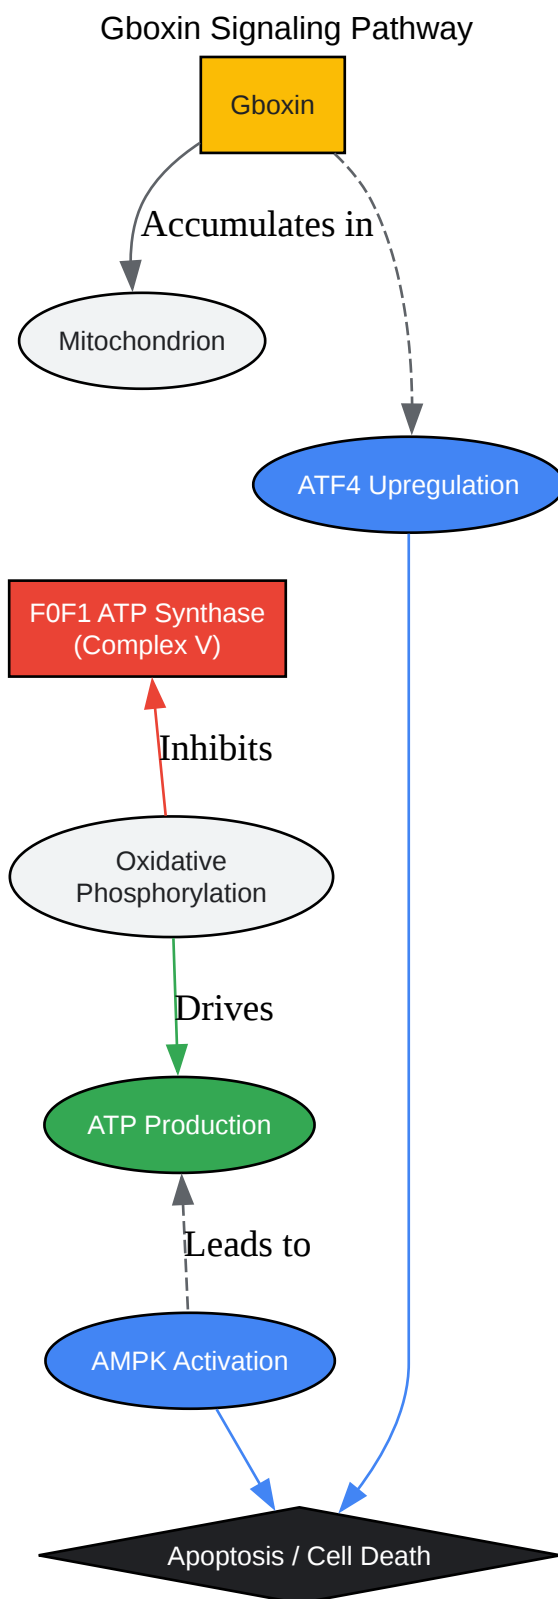 Gboxin Signaling Pathway
Gboxin
Accumulates in
Mitochondrion
ATF4 Upregulation
F0F1 ATP Synthase
(Complex V)
Inhibits
Oxidative
Phosphorylation
Drives
ATP Production
Leads to
AMPK Activation
Apoptosis / Cell Death